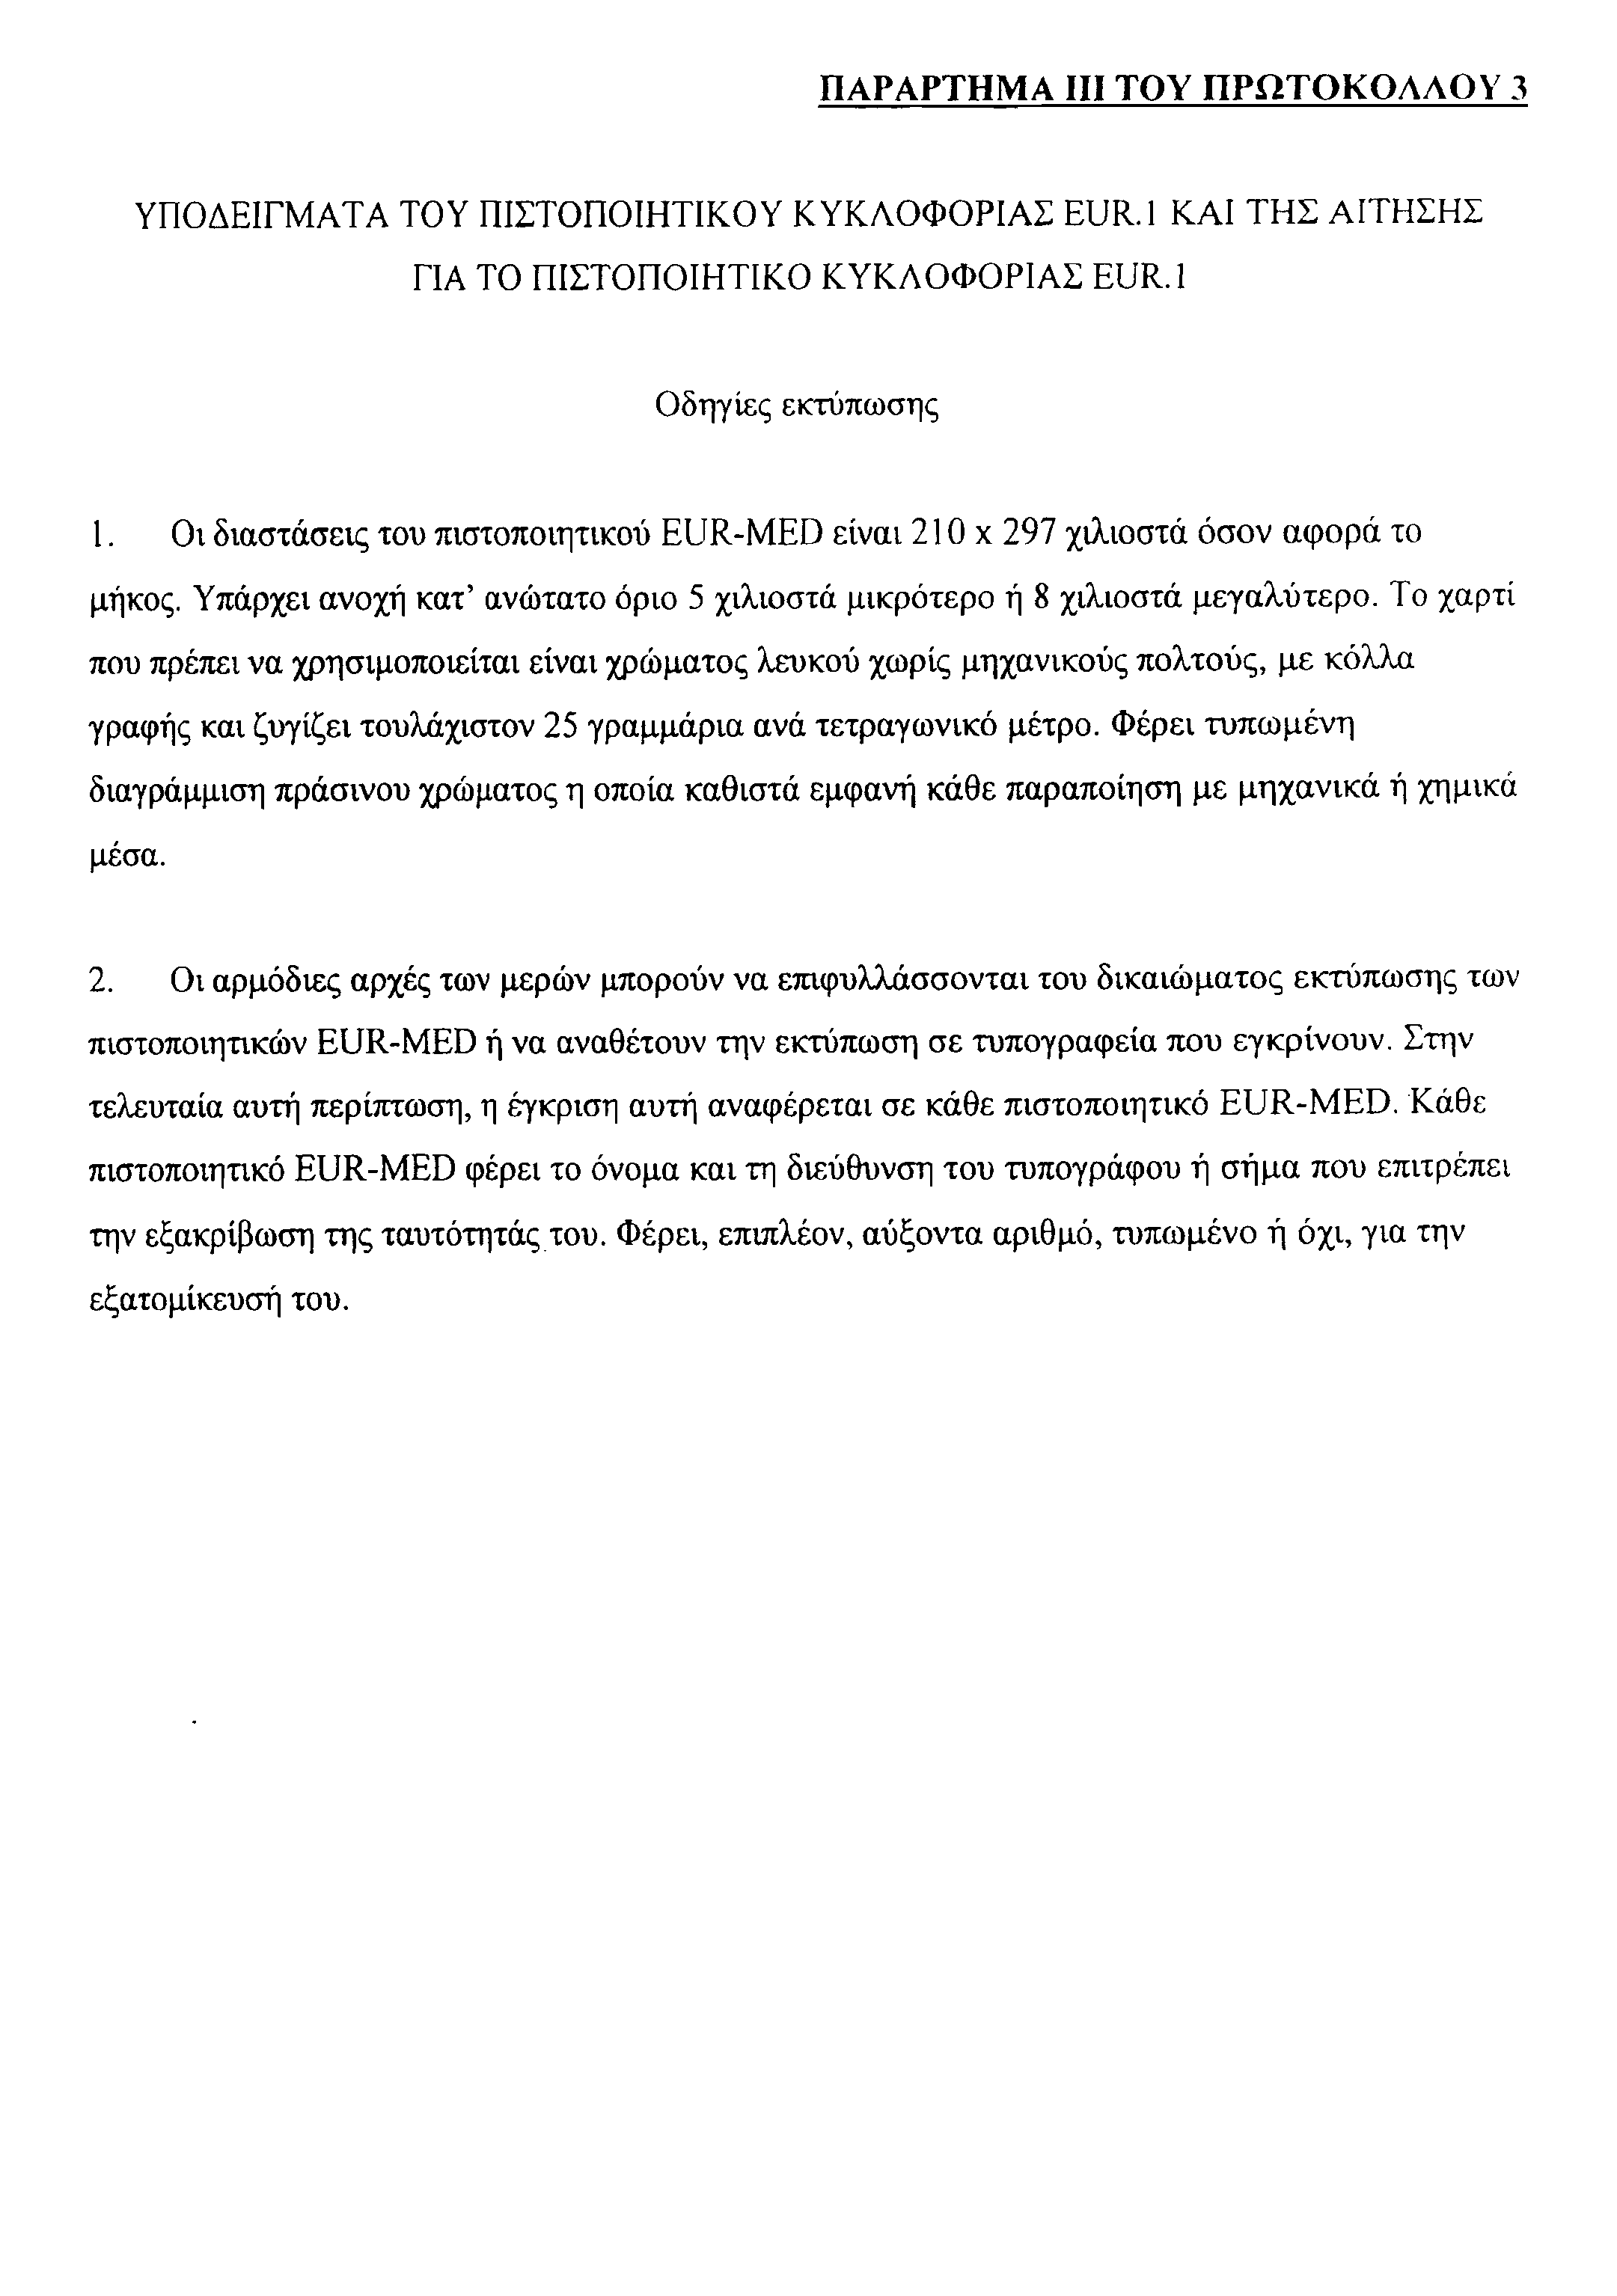 ΠΑΡΑΡΤΗΜΑ ΙΙΙ ΤΟΥ ΠΡΩΤΟΚΟΛΛΟΥ 3
ΥΠΟΔΕΙΓΜΑΤΑ ΤΟΥ ΠΙΣΤΟΠΟΙΗΤΙΚΟΥ ΚΥΚΛΟΦΟΡΙΑΣ EUR.1 ΚΑΙ ΤΗΣ ΑΙΤΗΣΗΣ
ΓΙΑ ΤΟ ΠΙΣΤΟΠΟΙΗΤΙΚΟ ΚΥΚΛΟΦΟΡΙΑΣ EUR.1
Οδηγίες εκτύπωσης
1. Οι διαστάσεις του πιστοποιητικού EUR-MED είναι 210 x 297 χιλιοστά όσον αφορά το
μήκος. Υπάρχει ανοχή κατ’ ανώτατο όριο 5 χιλιοστά μικρότερο ή 8 χιλιοστά μεγαλύτερο. Το χαρτί
που πρέπει να χρησιμοποιείται είναι χρώματος λευκού χωρίς μηχανικούς πολτούς, με κόλλα
γραφής και ζυγίζει τουλάχιστον 25 γραμμάρια ανά τετραγωνικό μέτρο. Φέρει τυπωμένη
διαγράμμιση πράσινου χρώματος η οποία καθιστά εμφανή κάθε παραποίηση με μηχανικά ή χημικά
μέσα.
2. Οι αρμόδιες αρχές των μερών μπορούν να επιφυλλάσσονται του δικαιώματος εκτύπωσης των
πιστοποιητικών EUR-MED ή να αναθέτουν την εκτύπωση σε τυπογραφεία που εγκρίνουν. Στην
τελευταία αυτή περίπτωση, η έγκριση αυτή αναφέρεται σε κάθε πιστοποιητικό EUR-MED. Κάθε
πιστοποιητικό EUR-MED φέρει το όνομα και τη διεύθυνση του τυπογράφου ή σήμα που επιτρέπει
την εξακρίβωση της ταυτότητάς του. Φέρει, επιπλέον, αύξοντα αριθμό, τυπωμένο ή όχι, για την
εξατομίκευσή του.